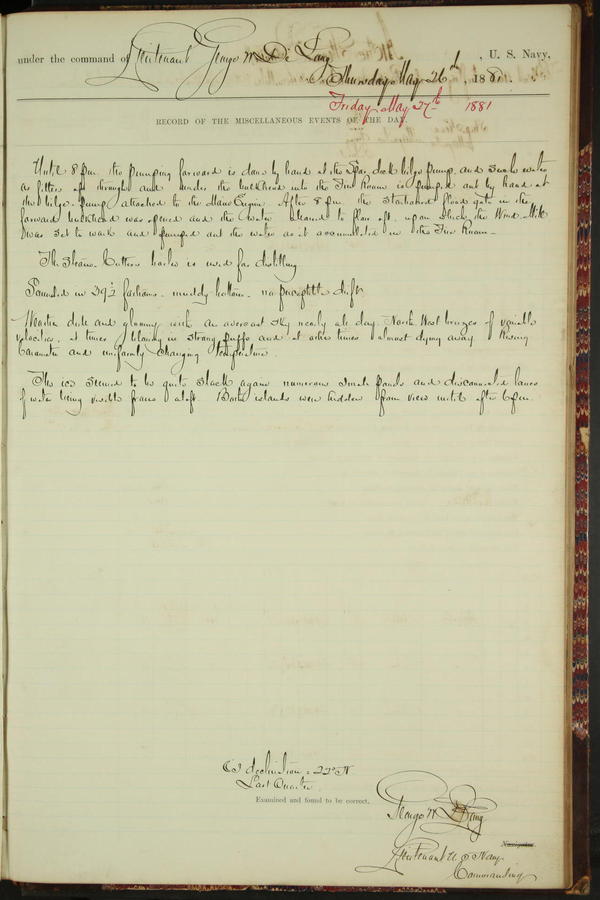 under the command of Lieutenant George W. De Long, U. S. Navy,
Thursday May 26th, 1881.
Friday May 27th 1881
RECORD OF THE MISCELLANEOUS EVENTS OF THE DAY.
Until 8 pm. the pumping forward is done by hand at the Spar deck bilge pump, and such water
as filters through and under the bulkhead into the Fire Room is pumped out by hand at
the bilge pump attached to the Main Engine. After 8 pm the starboard flood gate in the
forward bulkhead was opened and the water allowed to flow aft, upon which the Wind Mill
was set to work and pumped out the water as it accumulated in the Fire Room.
The Steam Cutters boiler is used for distilling
Sounded in 39½ fathoms. muddy bottom. no perceptible drift.
Weather dull and gloomy with an overcast sky nearly all day. North West breezes of variable
velocities, at times blowing in strong puffs and at other times almost dying away. Rising
barometer and uniformly changing temperature.
The ice seemed to be quite slack again numerous small ponds and disconnected lanes
of water being visible from aloft. Both islands were hidden from view until after 6 pm.
declination = 22° N
Last Quarter
Examined and found to be correct.
George W. De Long
Navigator.
Lieutenant U. S. Navy
Commanding